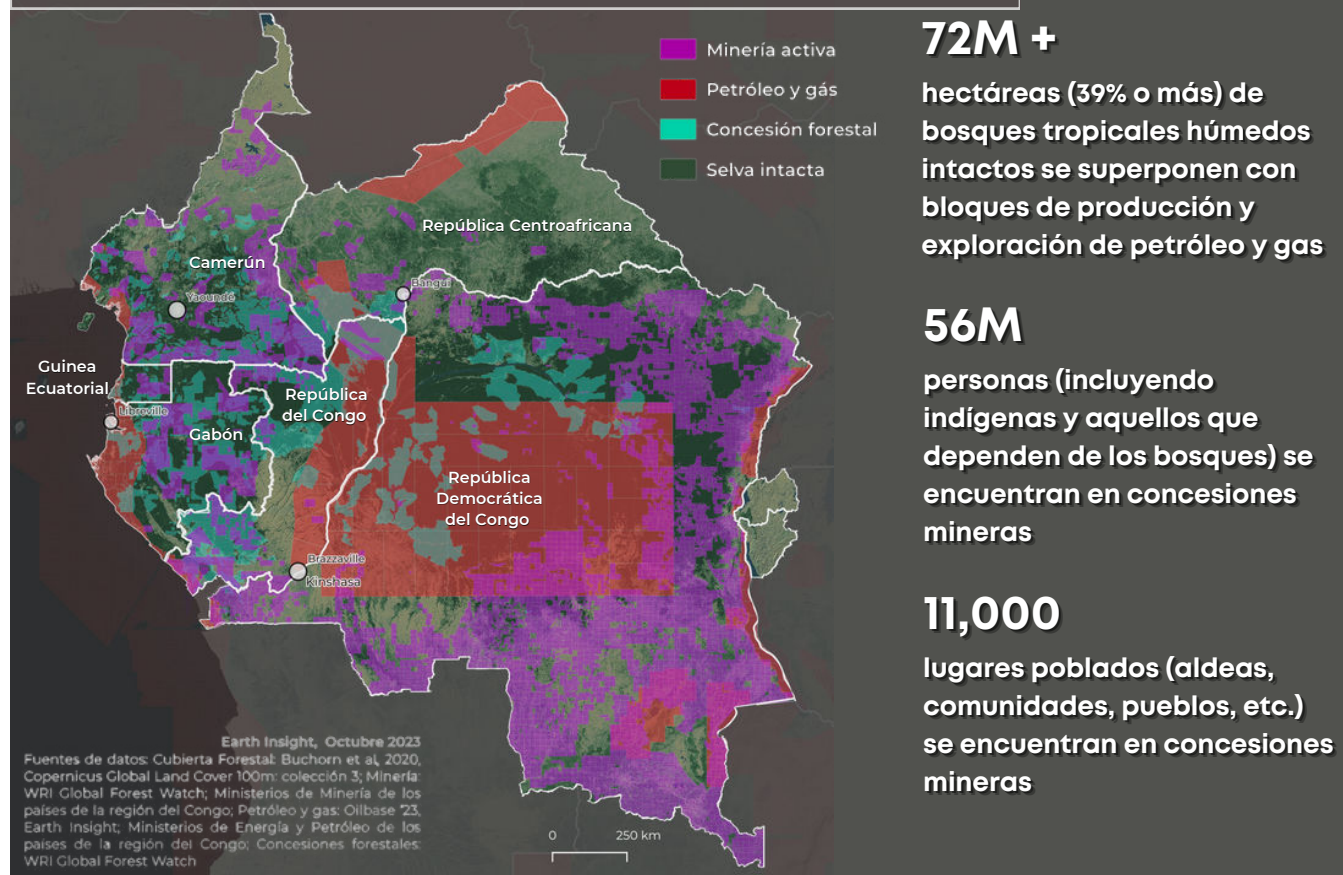 Minería activa
Petróleo y gás
Concesión forestal
Selva intacta
República Centroafricana
Camerún
Bangui
Yaoundé
Guinea
Ecuatorial
República
del Congo
Libreville
Gabón
República
Democrática
del Congo
Brazzaville
Kinshasa
Earth Insight, Octubre 2023
Fuentes de datos: Cubierta Forestal: Buchorn et al, 2020,
Copernicus Global Land Cover 100m: colección 3; Minería:
WRI Global Forest Watch; Ministerios de Minería de los
países de la región del Congo; Petróleo y gas: Oilbase '23,
Earth Insight; Ministerios de Energía y Petróleo de los
países de la región del Congo; Concesiones forestales:
WRI Global Forest Watch
0 250 km
72M +
hectáreas (39% o más) de
bosques tropicales húmedos
intactos se superponen con
bloques de producción y
exploración de petróleo y gas
56M
personas (incluyendo
indígenas y aquellos que
dependen de los bosques) se
encuentran en concesiones
mineras
11,000
lugares poblados (aldeas,
comunidades, pueblos, etc.)
se encuentran en concesiones
mineras